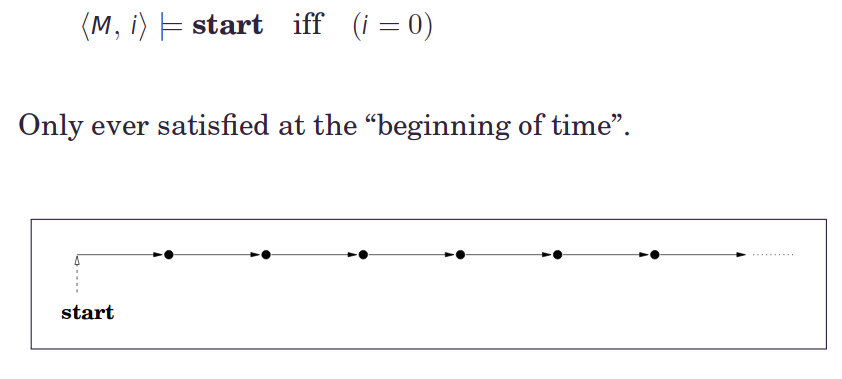 ⟨M, i⟩ ⊨ start iff (i = 0)
Only ever satisfied at the “beginning of time”.
start